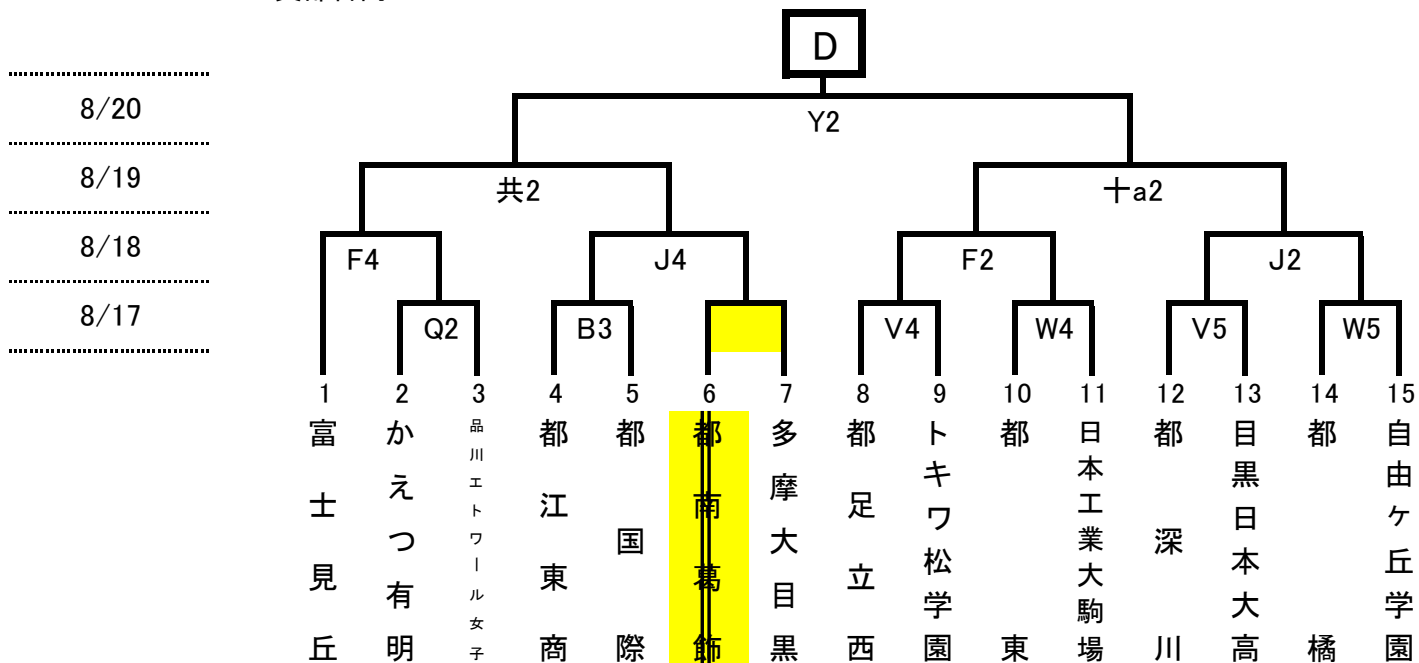 D
8/20
Y2
8/19
共2
十a2
8/18
F4
J4
F2
J2
8/17
Q2
B3
V4
W4
V5
W5
1
2
3
4
5
6
7
8
9
10
11
12
13
14
15
富士見丘
かえつ有明
品川エトワール女子
都江東商
都国際
都南葛飾
多摩大目黒
都足立西
トキワ松学園
都東
日本工業大駒場
都深川
目黒日本大高
都橘
自由ケ丘学園